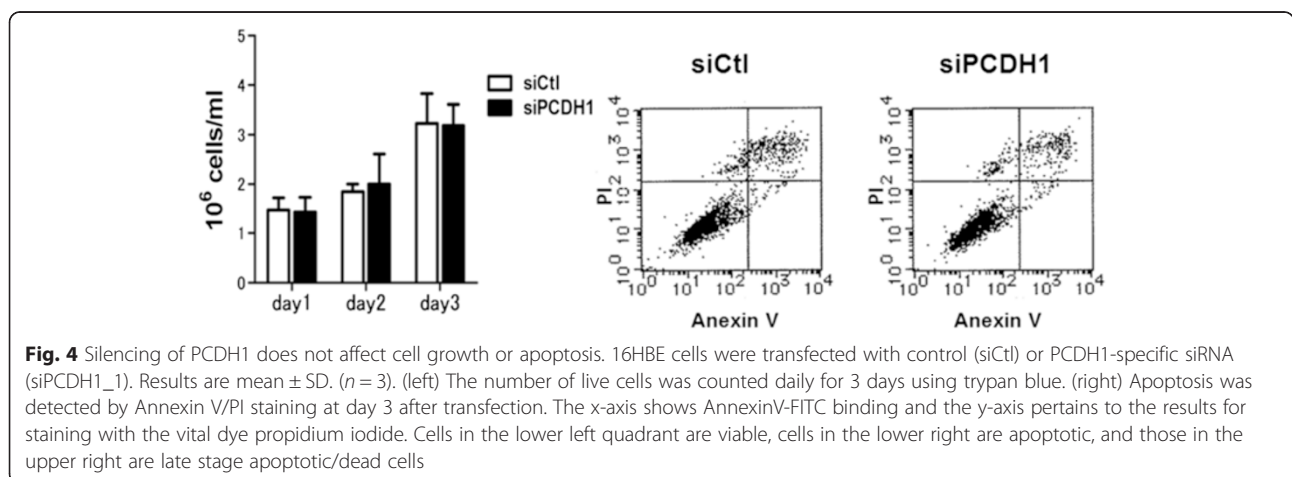 5
4
3
2
1
0
10⁶ cells/ml
day1 day2 day3
siCtl
siPCDH1
siCtl
10⁴
10³
10²
10¹
10⁰
PI
10⁰ 10¹ 10² 10³ 10⁴
Anexin V
siPCDH1
10⁴
10³
10²
10¹
10⁰
PI
10⁰ 10¹ 10² 10³ 10⁴
Anexin V
Fig. 4 Silencing of PCDH1 does not affect cell growth or apoptosis. 16HBE cells were transfected with control (siCtl) or PCDH1-specific siRNA
(siPCDH1_1). Results are mean ± SD. (n = 3). (left) The number of live cells was counted daily for 3 days using trypan blue. (right) Apoptosis was
detected by Annexin V/PI staining at day 3 after transfection. The x-axis shows AnnexinV-FITC binding and the y-axis pertains to the results for
staining with the vital dye propidium iodide. Cells in the lower left quadrant are viable, cells in the lower right are apoptotic, and those in the
upper right are late stage apoptotic/dead cells